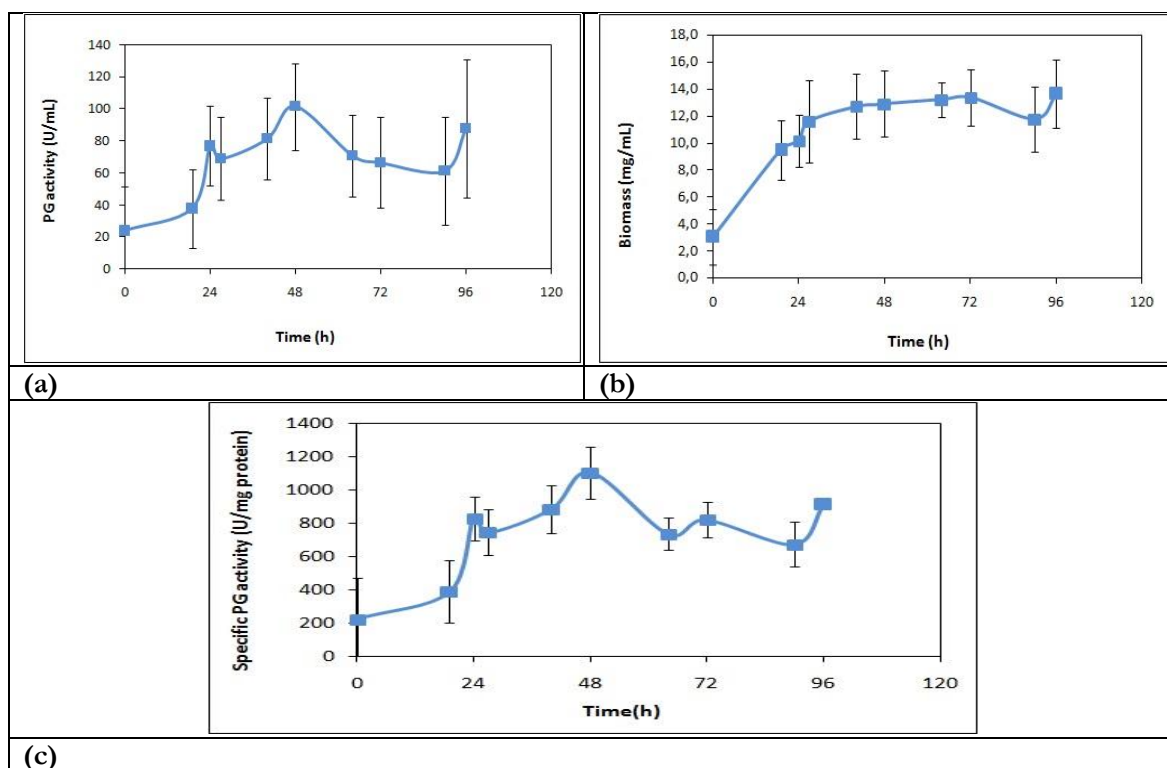 PG activity (U/mL)
140
120
100
80
60
40
20
0
0 24 48 72 96 120
Time (h)
(a)
Biomass (mg/mL)
18,0
16,0
14,0
12,0
10,0
8,0
6,0
4,0
2,0
0,0
0 24 48 72 96 120
Time (h)
(b)
Specific PG activity (U/mg protein)
1400
1200
1000
800
600
400
200
0
0 24 48 72 96 120
Time(h)
(c)